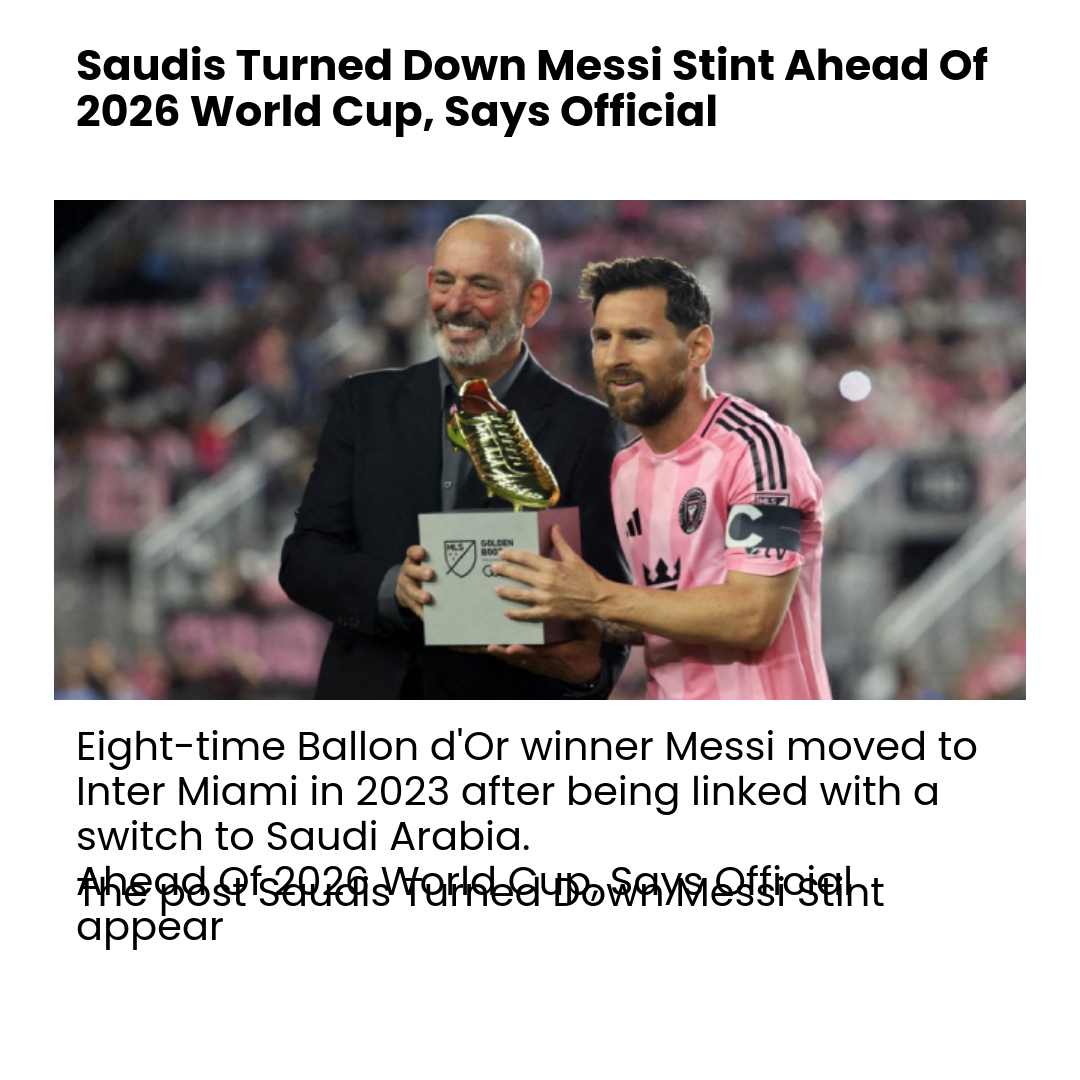 Saudis Turned Down Messi Stint Ahead Of
2026 World Cup, Says Official
MLS
GOLDEN
MLS
C
Eight-time Ballon d'Or winner Messi moved to
Inter Miami in 2023 after being linked with a
switch to Saudi Arabia.
The post Saudis Turned Down Messi Stint
Ahead Of 2026 World Cup, Says Official
appear